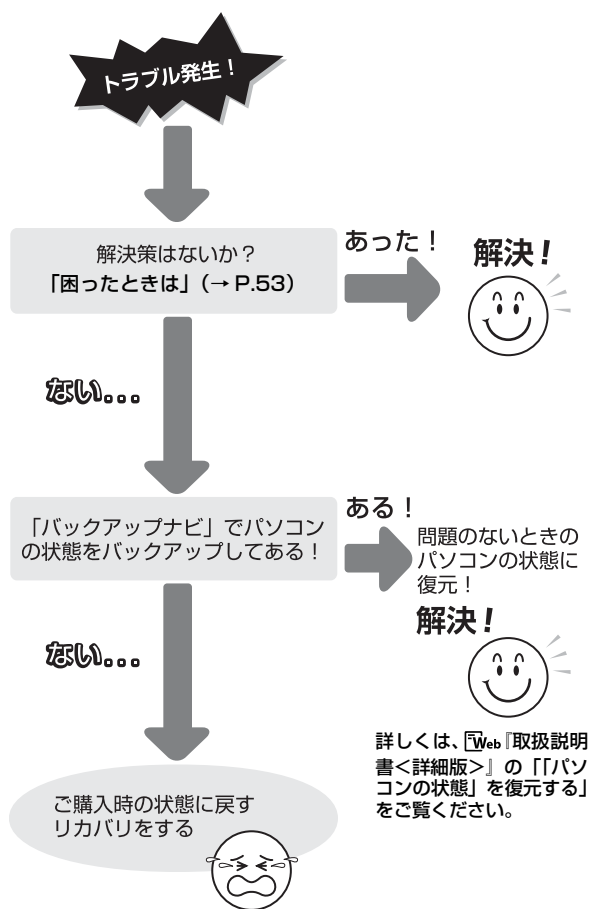 トラブル発生！
解決策はないか？
「困ったときは」（→ P.53）
あった！
解決！
ない...
「バックアップナビ」でパソコン
の状態をバックアップしてある！
ある！
問題のないときの
パソコンの状態に
復元！
解決！
詳しくは、Web『取扱説明
書＜詳細版＞』の「「パソ
コンの状態」を復元する」
をご覧ください。
ない...
ご購入時の状態に戻す
リカバリをする